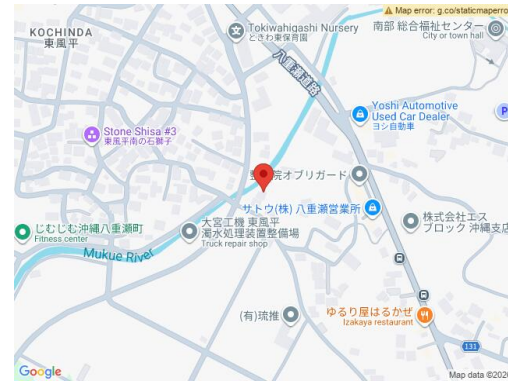 Map error: g.co/staticmaperro
KOCHINDA
東風平
Tokiwahigashi Nursery
ときわ東保育園
南部 総合福祉センター
City or town hall
八重瀬道路
Yoshi Automotive
Used Car Dealer
ヨシ自動車
P
Stone Shisa #3
東風平南の石獅子
院オブリガード
サトウ(株) 八重瀬営業所
じむじむ沖縄八重瀬町
Fitness center
大宮工機 東風平
濁水処理装置整備場
Truck repair shop
株式会社エス
ブロック 沖縄支店
Mukue River
(有)琉推
ゆるり屋はるかぜ
Izakaya restaurant
131
Google
Map data ©2026